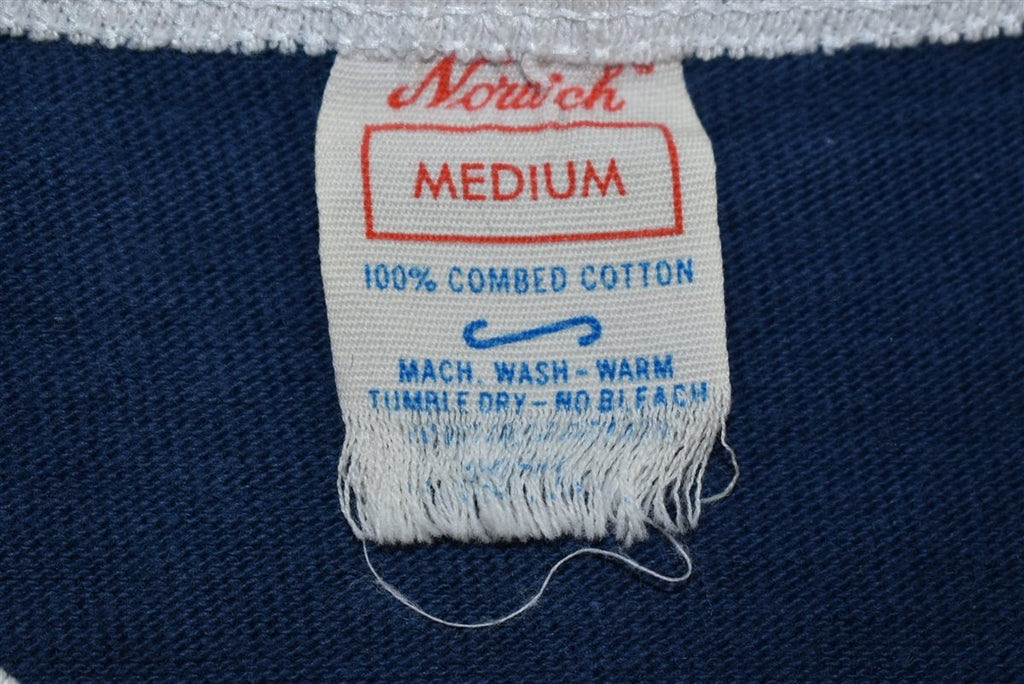 Norwich
MEDIUM
100% COMBED COTTON
MACH. WASH - WARM
TUMBLE DRY - NO BLEACH